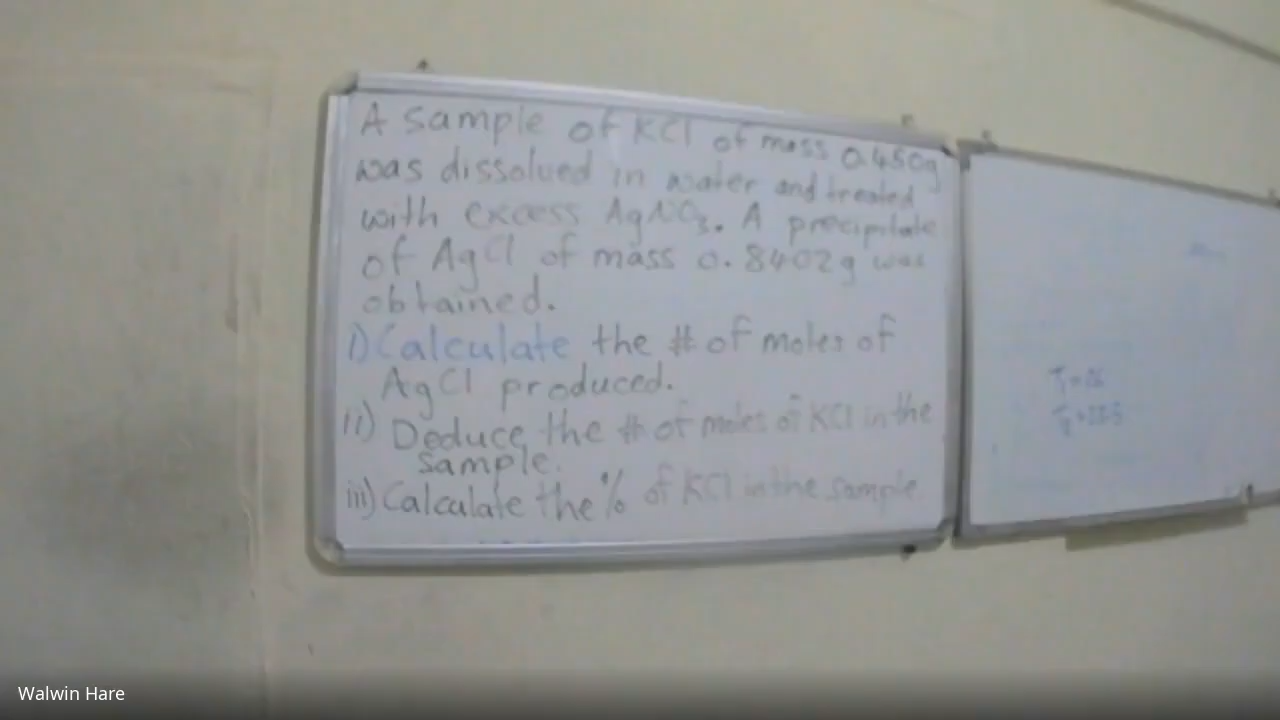 A sample of KCl of mass 0.480g
was dissolved in water and treated
with excess AgNO3. A precipitate
of AgCl of mass 0.8402g was
obtained.
i) Calculate the # of moles of
AgCl produced.
ii) Deduce the # of moles of KCl in the
sample.
iii) Calculate the % of KCl in the sample
Walwin Hare